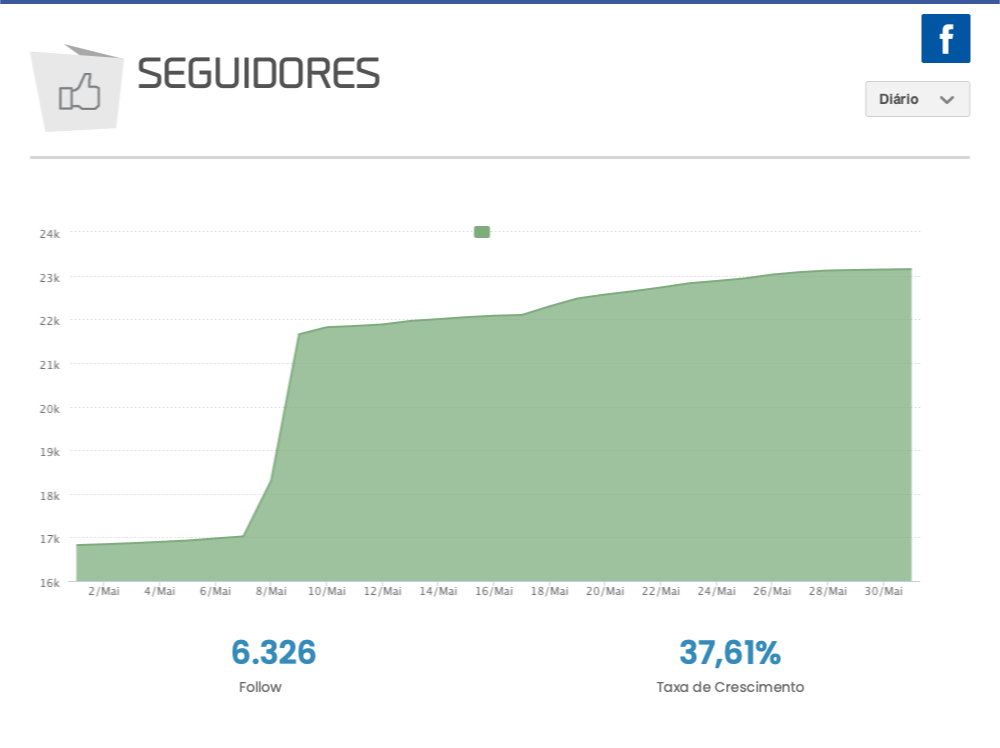 SEGUIDORES
f
Diário
24k
23k
22k
21k
20k
19k
18k
17k
16k
2/Mai 4/Mai 6/Mai 8/Mai 10/Mai 12/Mai 14/Mai 16/Mai 18/Mai 20/Mai 22/Mai 24/Mai 26/Mai 28/Mai 30/Mai
6.326 37,61%
Follow Taxa de Crescimento